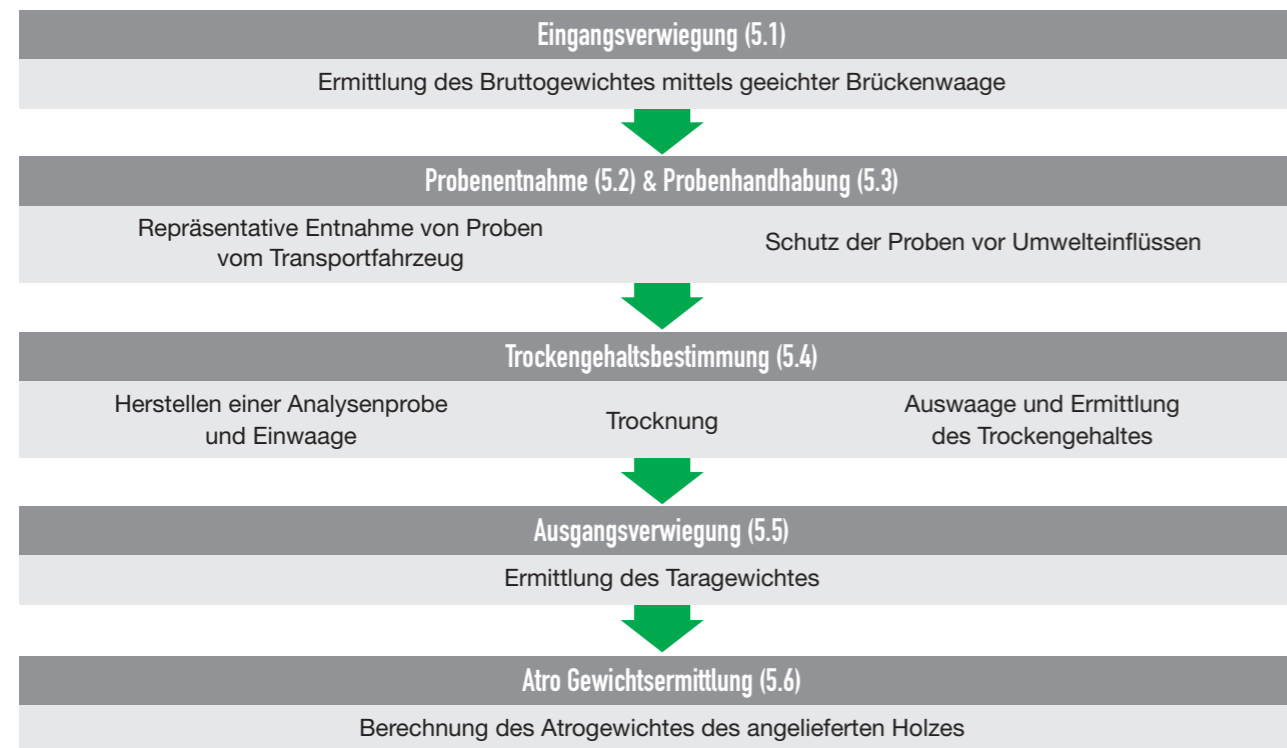 Eingangsverwiegung (5.1)
Ermittlung des Bruttogewichtes mittels geeichter Brückenwaage
Probenentnahme (5.2) & Probenhandhabung (5.3)
Repräsentative Entnahme von Proben
vom Transportfahrzeug
Schutz der Proben vor Umwelteinflüssen
Trockengehaltsbestimmung (5.4)
Herstellen einer Analysenprobe
und Einwaage
Trocknung
Auswaage und Ermittlung
des Trockengehaltes
Ausgangsverwiegung (5.5)
Ermittlung des Taragewichtes
Atro Gewichtsermittlung (5.6)
Berechnung des Atrogewichtes des angelieferten Holzes